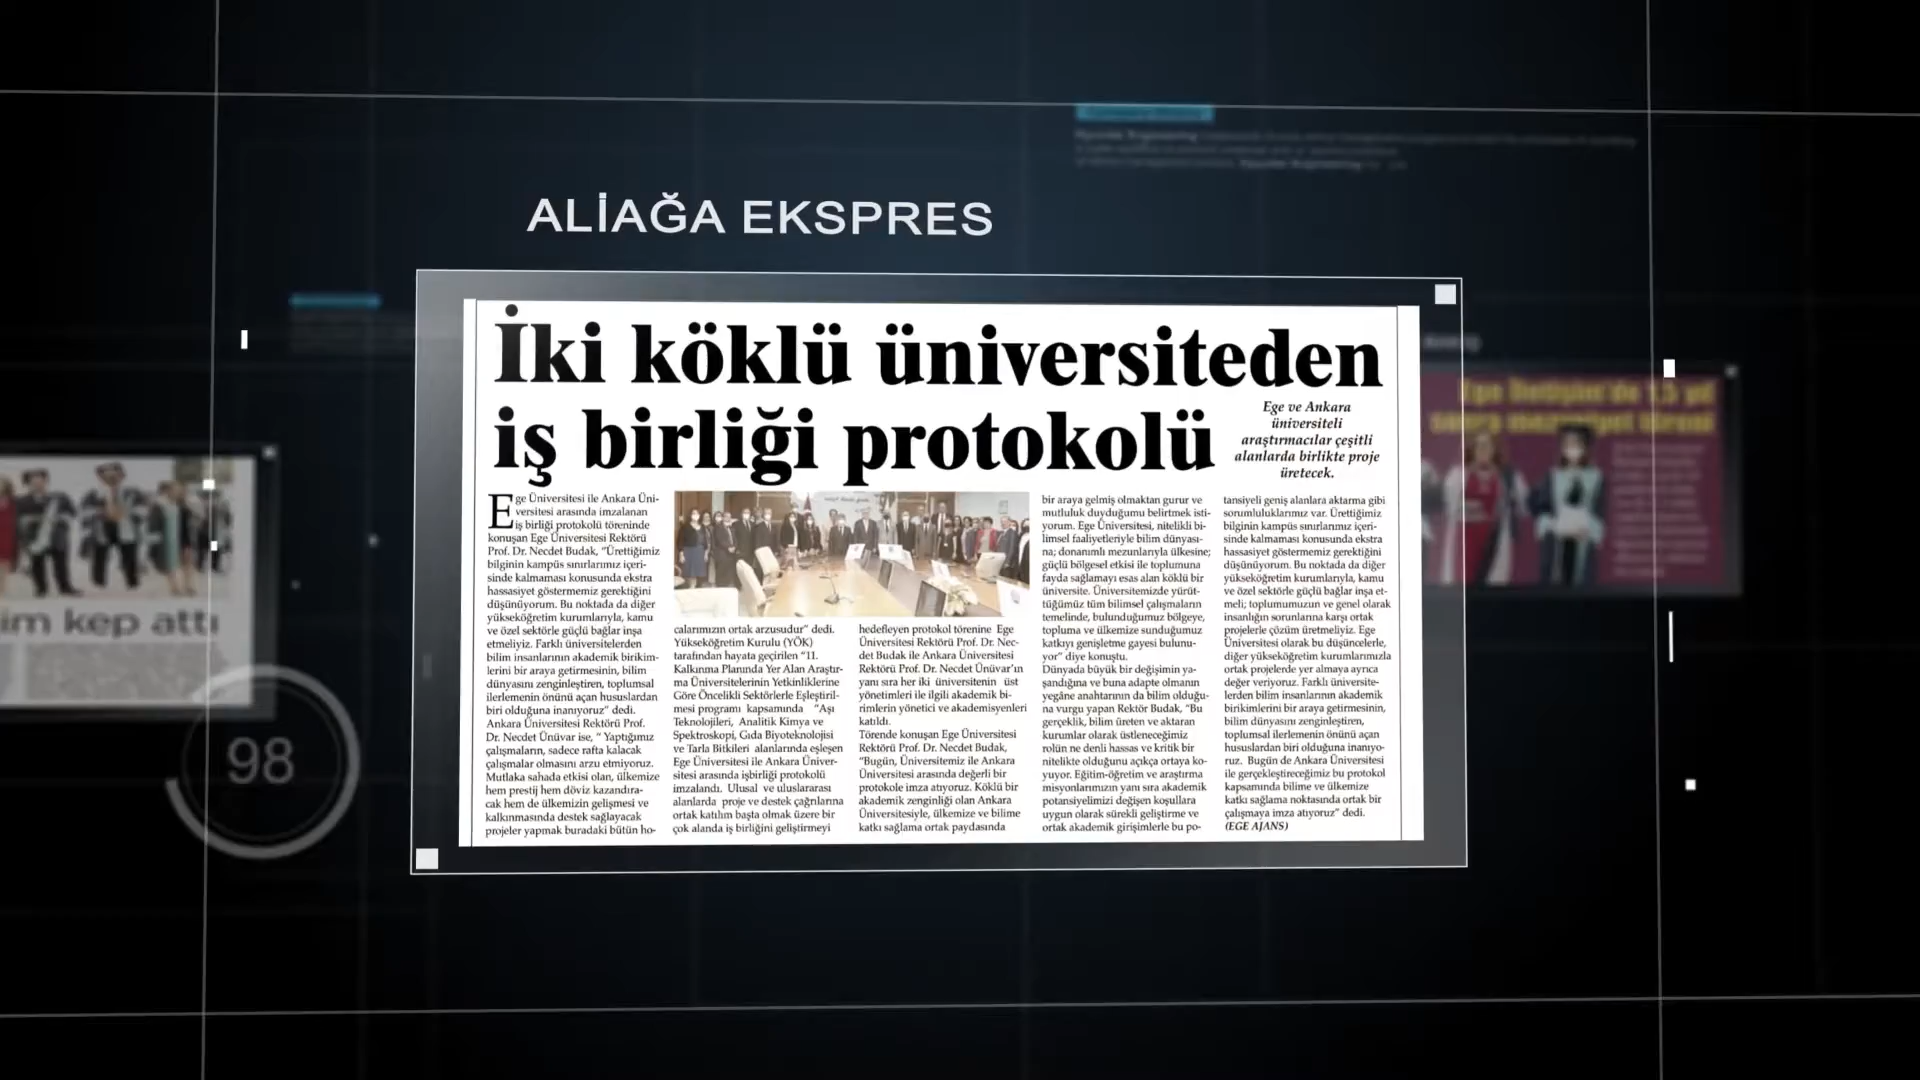 ALİAĞA EKSPRES
İki köklü üniversiteden
iş birliği protokolü
Ege ve Ankara
üniversiteli
araştırmacılar çeşitli
alanlarda birlikte proje
üretecek.
Ege Üniversitesi ile Ankara Üni-
versitesi arasında imzalanan
iş birliği protokolü töreninde
konuşan Ege Üniversitesi Rektörü
Prof. Dr. Necdet Budak, "Ürettiğimiz
bilginin kampüs sınırlarımız içeri-
sinde kalmaması konusunda ekstra
hassasiyet göstermemiz gerektiğini
düşünüyorum. Bu noktada da diğer
yükseköğretim kurumlarıyla, kamu
ve özel sektörle güçlü bağlar inşa
etmeliyiz. Farklı üniversitelerden
bilim insanlarının akademik birikim-
lerini bir araya getirmesinin, bilim
dünyasını zenginleştiren, toplumsal
ilerlemenin önünü açan hususlardan
biri olduğuna inanıyoruz" dedi.
Ankara Üniversitesi Rektörü Prof.
Dr. Necdet Ünüvar ise, " Yaptığımız
çalışmaların, sadece rafta kalacak
çalışmalar olmasını arzu etmiyoruz.
Mutlaka sahada etkisi olan, ülkemize
hem prestij hem döviz kazandıra-
cak hem de ülkemizin gelişmesi ve
kalkınmasında destek sağlayacak
projeler yapmak buradaki bütün ho-
calarımızın ortak arzusudur" dedi.
Yükseköğretim Kurulu (YÖK)
tarafından hayata geçirilen "11.
Kalkınma Planında Yer Alan Araştır-
ma Üniversitelerinin Yetkinliklerine
Göre Öncelikli Sektörlerle Eşleştiril-
mesi programı kapsamında "Aşı
Teknolojileri, Analitik Kimya ve
Spektroskopi, Gıda Biyoteknolojisi
ve Tarla Bitkileri alanlarında eşleşen
Ege Üniversitesi ile Ankara Üniver-
sitesi arasında işbirliği protokolü
imzalandı. Ulusal ve uluslararası
alanlarda proje ve destek çağrılarına
ortak katılım başta olmak üzere bir
çok alanda iş birliğini geliştirmeyi
hedefleyen protokol törenine Ege
Üniversitesi Rektörü Prof. Dr. Nec-
det Budak ile Ankara Üniversitesi
Rektörü Prof. Dr. Necdet Ünüvar'ın
yanı sıra her iki üniversitenin üst
yönetimleri ile ilgili akademik bi-
rimlerin yönetici ve akademisyenleri
katıldı.
Törende konuşan Ege Üniversitesi
Rektörü Prof. Dr. Necdet Budak,
"Bugün, Üniversitemiz ile Ankara
Üniversitesi arasında değerli bir
protokole imza atıyoruz. Köklü bir
akademik zenginliği olan Ankara
Üniversitesiyle, ülkemize ve bilime
katkı sağlama ortak paydasında
bir araya gelmiş olmaktan gurur ve
mutluluk duyduğumu belirtmek isti-
yorum. Ege Üniversitesi, nitelikli bi-
limsel faaliyetleriyle bilim dünyası-
na; donanımlı mezunlarıyla ülkesine;
güçlü bölgesel etkisi ile toplumuna
fayda sağlamayı esas alan köklü bir
üniversite. Üniversitemizde yürüt-
tüğümüz tüm bilimsel çalışmaların
temelinde, bulunduğumuz bölgeye,
topluma ve ülkemize sunduğumuz
katkıyı genişletme gayesi bulunu-
yor" diye konuştu.
Dünyada büyük bir değişimin ya-
şandığına ve buna adapte olmanın
yegâne anahtarının da bilim olduğu-
na vurgu yapan Rektör Budak, "Bu
gerçeklik, bilim üreten ve aktaran
kurumlar olarak üstleneceğimiz
rolün ne denli hassas ve kritik bir
nitelikte olduğunu açıkça ortaya ko-
yuyor. Eğitim-öğretim ve araştırma
misyonlarımızın yanı sıra akademik
potansiyelimizi değişen koşullara
uygun olarak sürekli geliştirme ve
ortak akademik girişimlerle bu po-
tansiyeli geniş alanlara aktarma gibi
sorumluluklarımız var. Ürettiğimiz
bilginin kampüs sınırlarımız içeri-
sinde kalmaması konusunda ekstra
hassasiyet göstermemiz gerektiğini
düşünüyorum. Bu noktada da diğer
yükseköğretim kurumlarıyla, kamu
ve özel sektörle güçlü bağlar inşa et-
meli; toplumumuzun ve genel olarak
insanlığın sorunlarına karşı ortak
projelerle çözüm üretmeliyiz. Ege
Üniversitesi olarak bu düşüncelerle,
diğer yükseköğretim kurumlarımızla
ortak projelerde yer almaya ayrıca
değer veriyoruz. Farklı üniversite-
lerden bilim insanlarının akademik
birikimlerini bir araya getirmesinin,
bilim dünyasını zenginleştiren,
toplumsal ilerlemenin önünü açan
hususlardan biri olduğuna inanıyo-
ruz. Bugün de Ankara Üniversitesi
ile gerçekleştireceğimiz bu protokol
kapsamında bilime ve ülkemize
katkı sağlama noktasında ortak bir
çalışmaya imza atıyoruz" dedi.
(EGE AJANS)
im kep attı
98
Ege İletişim'de 1,5 yıl
sonra mezuniyet töreni